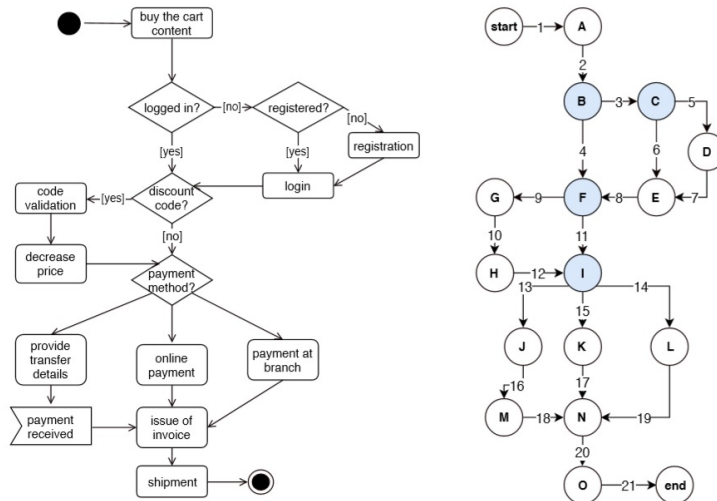 buy the cart
content
logged in?
[no]
registered?
[no]
[yes]
[yes]
registration
login
code
validation
[yes]
discount
code?
[no]
decrease
price
payment
method?
provide
transfer
details
online
payment
payment at
branch
payment
received
issue of
invoice
shipment
start
1
A
2
B
3
C
5
4
6
D
G
9
F
8
E
7
10
11
H
12
I
13
14
15
J
K
L
16
17
M
18
N
19
20
O
21
end